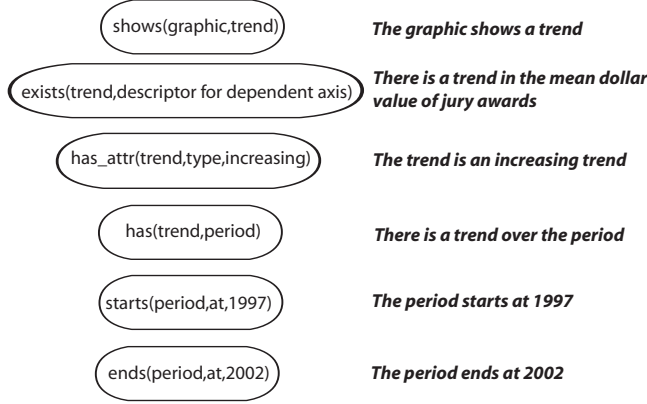 shows(graphic,trend) The graphic shows a trend
exists(trend,descriptor for dependent axis) There is a trend in the mean dollar
value of jury awards
has_attr(trend,type,increasing) The trend is an increasing trend
has(trend,period) There is a trend over the period
starts(period,at,1997) The period starts at 1997
ends(period,at,2002) The period ends at 2002